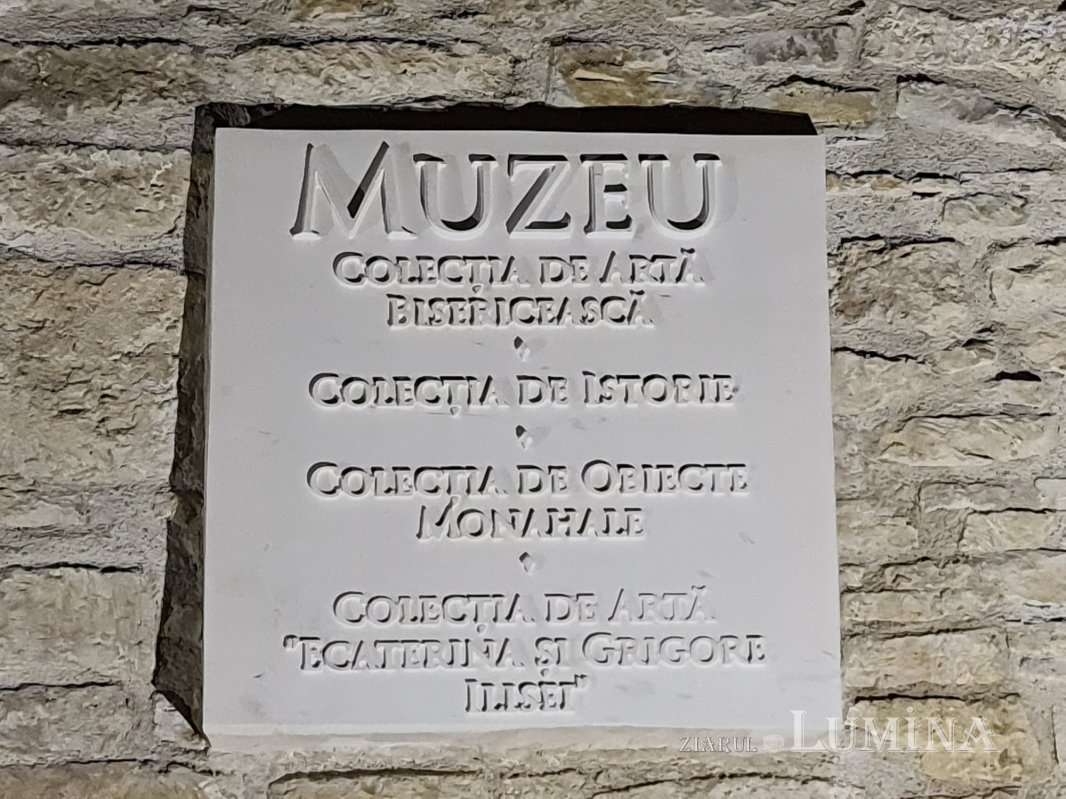 MUZEU
COLECȚIA DE ARTĂ
BISERICEASCĂ
COLECȚIA DE ISTORIE
COLECȚIA DE OBIECTE
MONAHALE
COLECȚIA DE ARTĂ
"ECATERINA ȘI GRIGORE
ILISEI"
ZIARUL LUMINA